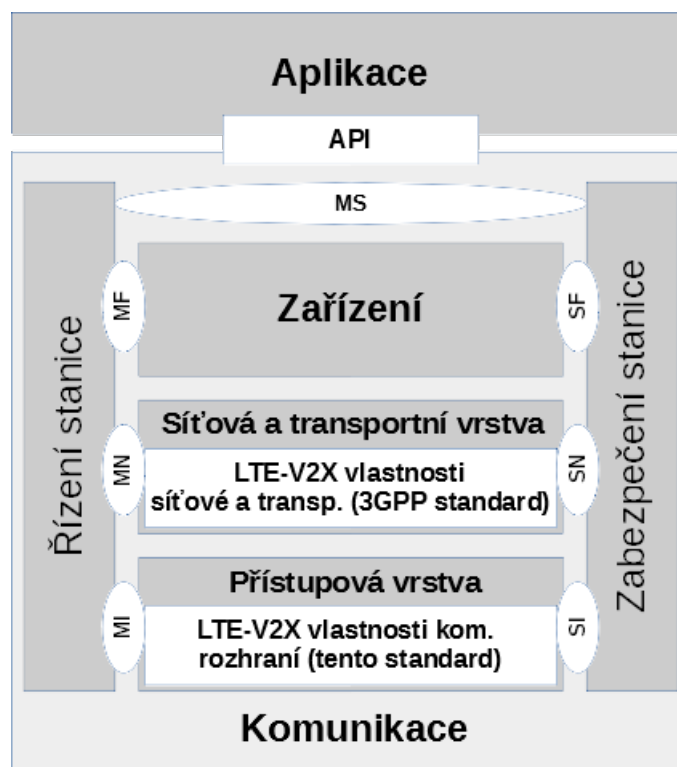 Aplikace
API
MS
Řízení stanice
MF
Zařízení
SF
Zabezpečení stanice
Síťová a transportní vrstva
MN
LTE-V2X vlastnosti
síťové a transp. (3GPP standard)
SN
Přístupová vrstva
MI
LTE-V2X vlastnosti kom.
rozhraní (tento standard)
SI
Komunikace